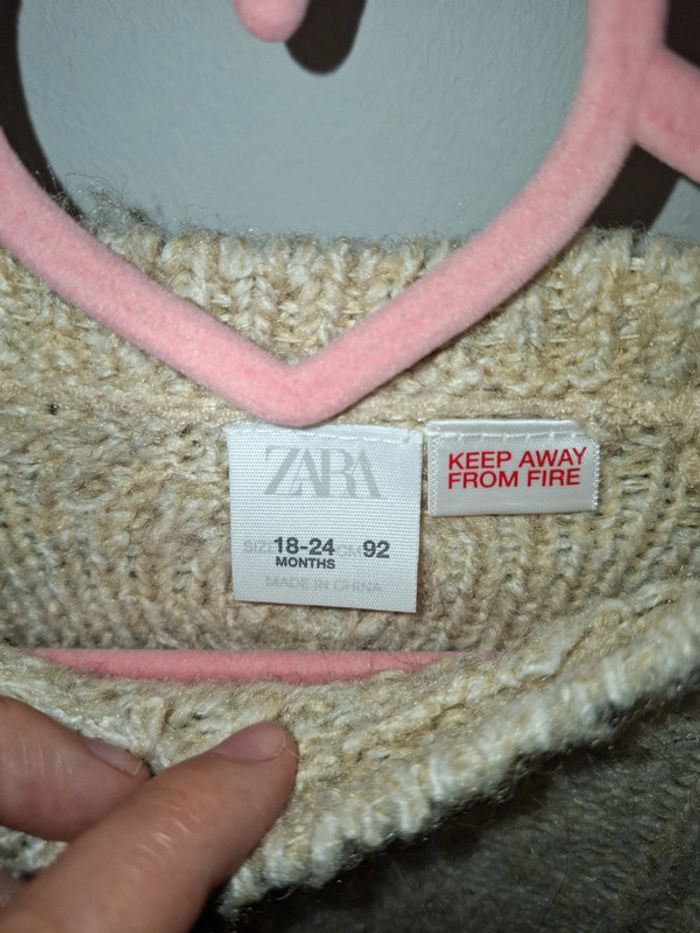 ZARA
SIZE 18-24 CM 92
MONTHS
MADE IN CHINA
KEEP AWAY
FROM FIRE